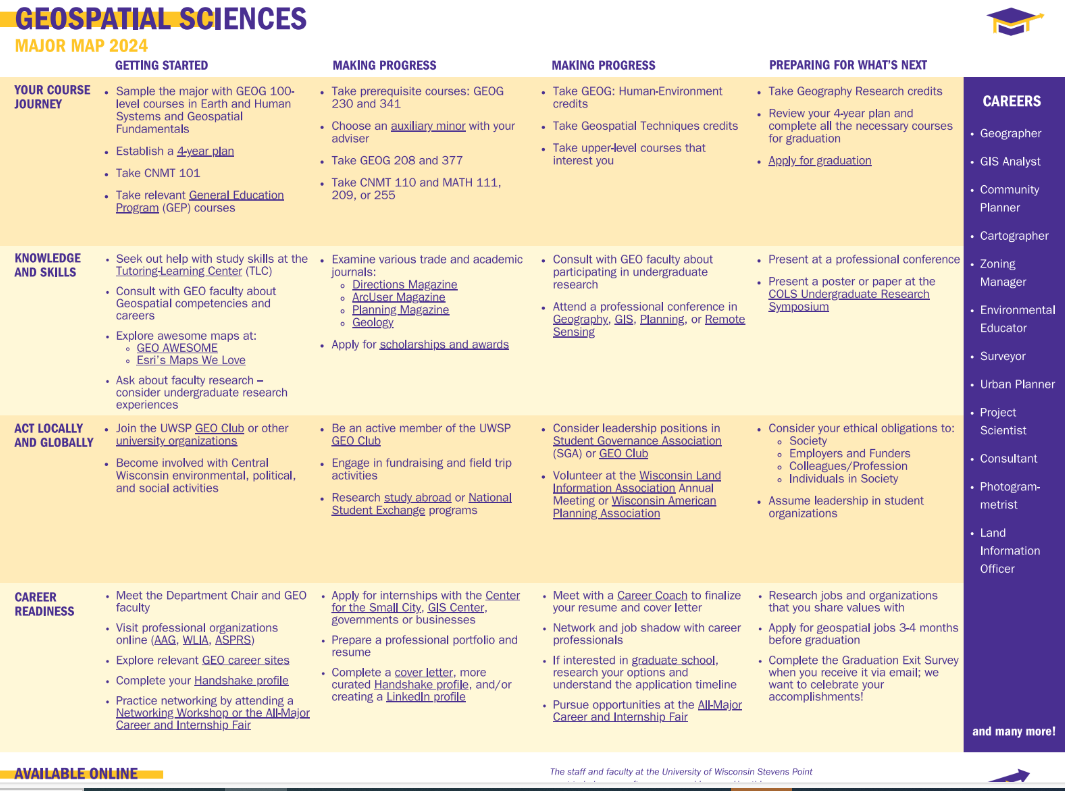 GEOSPATIAL SCIENCES
MAJOR MAP 2024
GETTING STARTED
MAKING PROGRESS
MAKING PROGRESS
PREPARING FOR WHAT'S NEXT
YOUR COURSE
JOURNEY
• Sample the major with GEOG 100-
level courses in Earth and Human
Systems and Geospatial
Fundamentals
• Establish a 4-year plan
• Take CNMT 101
• Take relevant General Education
Program (GEP) courses
• Take prerequisite courses: GEOG
230 and 341
• Choose an auxiliary minor with your
adviser
• Take GEOG 208 and 377
• Take CNMT 110 and MATH 111,
209, or 255
• Take GEOG: Human-Environment
credits
• Take Geospatial Techniques credits
• Take upper-level courses that
interest you
• Take Geography Research credits
• Review your 4-year plan and
complete all the necessary courses
for graduation
• Apply for graduation
KNOWLEDGE
AND SKILLS
• Seek out help with study skills at the
Tutoring-Learning Center (TLC)
• Consult with GEO faculty about
Geospatial competencies and
careers
• Explore awesome maps at:
◦ GEO AWESOME
◦ Esri's Maps We Love
• Ask about faculty research –
consider undergraduate research
experiences
• Examine various trade and academic
journals:
◦ Directions Magazine
◦ ArcUser Magazine
◦ Planning Magazine
◦ Geology
• Apply for scholarships and awards
• Consult with GEO faculty about
participating in undergraduate
research
• Attend a professional conference in
Geography, GIS, Planning, or Remote
Sensing
• Present at a professional conference
• Present a poster or paper at the
COLS Undergraduate Research
Symposium
ACT LOCALLY
AND GLOBALLY
• Join the UWSP GEO Club or other
university organizations
• Become involved with Central
Wisconsin environmental, political,
and social activities
• Be an active member of the UWSP
GEO Club
• Engage in fundraising and field trip
activities
• Research study abroad or National
Student Exchange programs
• Consider leadership positions in
Student Governance Association
(SGA) or GEO Club
• Volunteer at the Wisconsin Land
Information Association Annual
Meeting or Wisconsin American
Planning Association
• Consider your ethical obligations to:
◦ Society
◦ Employers and Funders
◦ Colleagues/Profession
◦ Individuals in Society
• Assume leadership in student
organizations
CAREER
READINESS
• Meet the Department Chair and GEO
faculty
• Visit professional organizations
online (AAG, WLIA, ASPRS)
• Explore relevant GEO career sites
• Complete your Handshake profile
• Practice networking by attending a
Networking Workshop or the All-Major
Career and Internship Fair
• Apply for internships with the Center
for the Small City, GIS Center,
governments or businesses
• Prepare a professional portfolio and
resume
• Complete a cover letter, more
curated Handshake profile, and/or
creating a LinkedIn profile
• Meet with a Career Coach to finalize
your resume and cover letter
• Network and job shadow with career
professionals
• If interested in graduate school,
research your options and
understand the application timeline
• Pursue opportunities at the All-Major
Career and Internship Fair
• Research jobs and organizations
that you share values with
• Apply for geospatial jobs 3-4 months
before graduation
• Complete the Graduation Exit Survey
when you receive it via email; we
want to celebrate your
accomplishments!
CAREERS
• Geographer
• GIS Analyst
• Community
Planner
• Cartographer
• Zoning
Manager
• Environmental
Educator
• Surveyor
• Urban Planner
• Project
Scientist
• Consultant
• Photogram-
metrist
• Land
Information
Officer
and many more!
AVAILABLE ONLINE
The staff and faculty at the University of Wisconsin Stevens Point